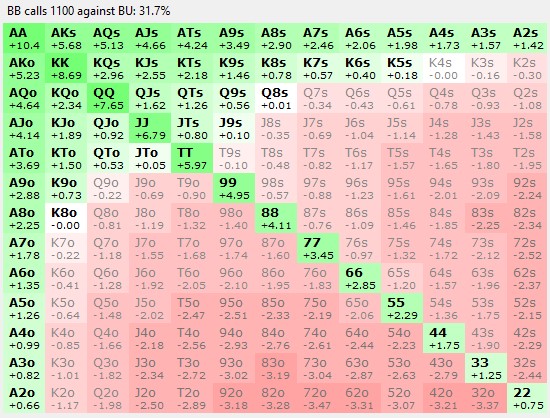 BB calls 1100 against BU: 31.7%
AA AKs AQs AJs ATs A9s A8s A7s A6s A5s A4s A3s A2s
+10.4 +5.68 +5.13 +4.66 +4.24 +3.49 +2.90 +2.46 +2.06 +1.98 +1.73 +1.57 +1.42
AKo KK KQs KJs KTs K9s K8s K7s K6s K5s K4s K3s K2s
+5.23 +8.69 +2.96 +2.55 +2.18 +1.46 +0.78 +0.57 +0.40 +0.18 -0.00 -0.16 -0.30
AQo KQo QQ QJs QTs Q9s Q8s Q7s Q6s Q5s Q4s Q3s Q2s
+4.64 +2.34 +7.65 +1.62 +1.26 +0.56 +0.01 -0.34 -0.43 -0.61 -0.78 -0.93 -1.08
AJo KJo QJo JJ JTs J9s J8s J7s J6s J5s J4s J3s J2s
+4.14 +1.89 +0.92 +6.79 +0.80 +0.10 -0.35 -0.69 -1.04 -1.14 -1.28 -1.43 -1.58
ATo KTo QTo JTo TT T9s T8s T7s T6s T5s T4s T3s T2s
+3.69 +1.50 +0.53 +0.05 +5.97 -0.10 -0.48 -0.82 -1.17 -1.57 -1.65 -1.80 -1.95
A9o K9o Q9o J9o T9o 99 98s 97s 96s 95s 94s 93s 92s
+2.88 +0.73 -0.22 -0.69 -0.90 +4.95 -0.57 -0.88 -1.23 -1.61 -2.01 -2.09 -2.24
A8o K8o Q8o J8o T8o 98o 88 87s 86s 85s 84s 83s 82s
+2.25 -0.00 -0.81 -1.19 -1.32 -1.40 +4.11 -0.76 -1.09 -1.46 -1.85 -2.25 -2.34
A7o K7o Q7o J7o T7o 97o 87o 77 76s 75s 74s 73s 72s
+1.78 -0.22 -1.18 -1.55 -1.68 -1.74 -1.60 +3.45 -0.97 -1.32 -1.72 -2.12 -2.52
A6o K6o Q6o J6o T6o 96o 86o 76o 66 65s 64s 63s 62s
+1.35 -0.41 -1.28 -1.92 -2.05 -2.10 -1.95 -1.83 +2.85 -1.20 -1.57 -1.96 -2.37
A5o K5o Q5o J5o T5o 95o 85o 75o 65o 55 54s 53s 52s
+1.26 -0.64 -1.48 -2.02 -2.47 -2.51 -2.33 -2.19 -2.06 +2.29 -1.36 -1.75 -2.15
A4o K4o Q4o J4o T4o 94o 84o 74o 64o 54o 44 43s 42s
+0.99 -0.85 -1.66 -2.18 -2.56 -2.93 -2.76 -2.61 -2.44 -2.23 +1.75 -1.90 -2.29
A3o K3o Q3o J3o T3o 93o 83o 73o 63o 53o 43o 33 32s
+0.82 -1.01 -1.82 -2.34 -2.72 -3.02 -3.19 -3.04 -2.87 -2.63 -2.79 +1.25 -2.44
A2o K2o Q2o J2o T2o 92o 82o 72o 62o 52o 42o 32o 22
+0.66 -1.17 -1.98 -2.50 -2.89 -3.18 -3.28 -3.47 -3.31 -3.07 -3.21 -3.37 +0.75